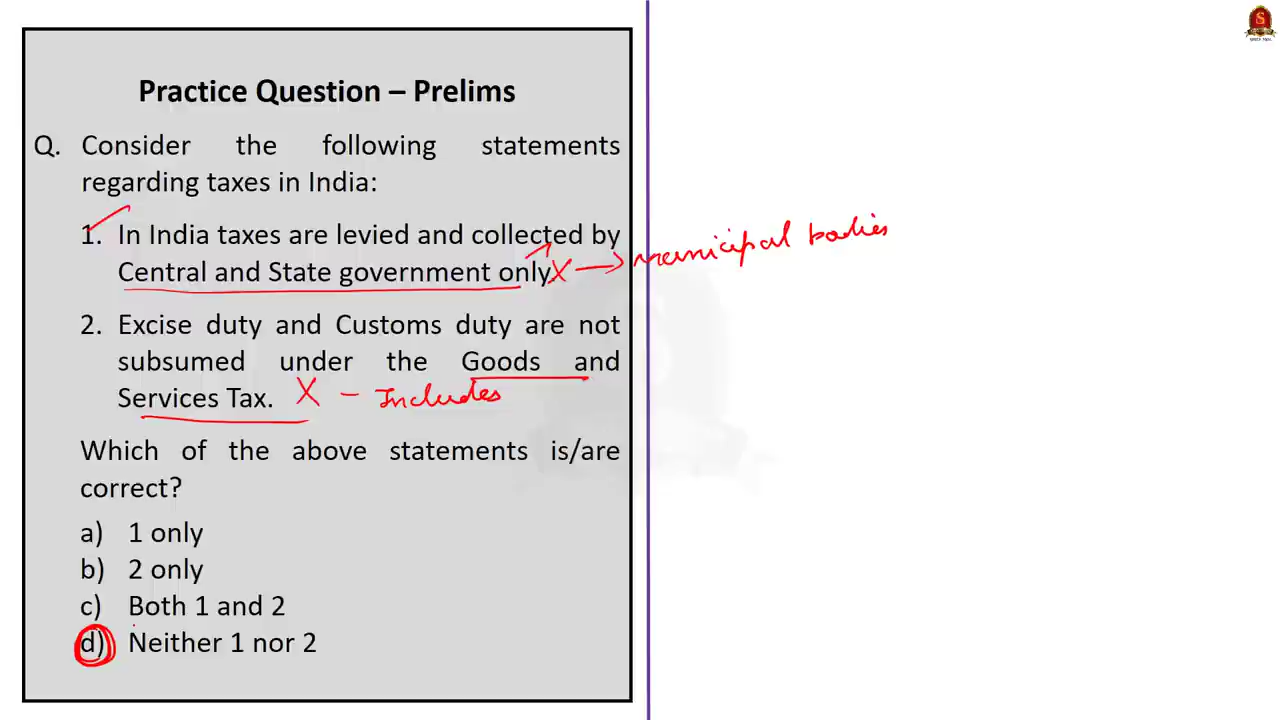 Practice Question – Prelims
Q. Consider the following statements
regarding taxes in India:
1. In India taxes are levied and collected by
Central and State government only. X → municipal bodies
2. Excise duty and Customs duty are not
subsumed under the Goods and
Services Tax. X – Includes
Which of the above statements is/are
correct?
a) 1 only
b) 2 only
c) Both 1 and 2
d) Neither 1 nor 2